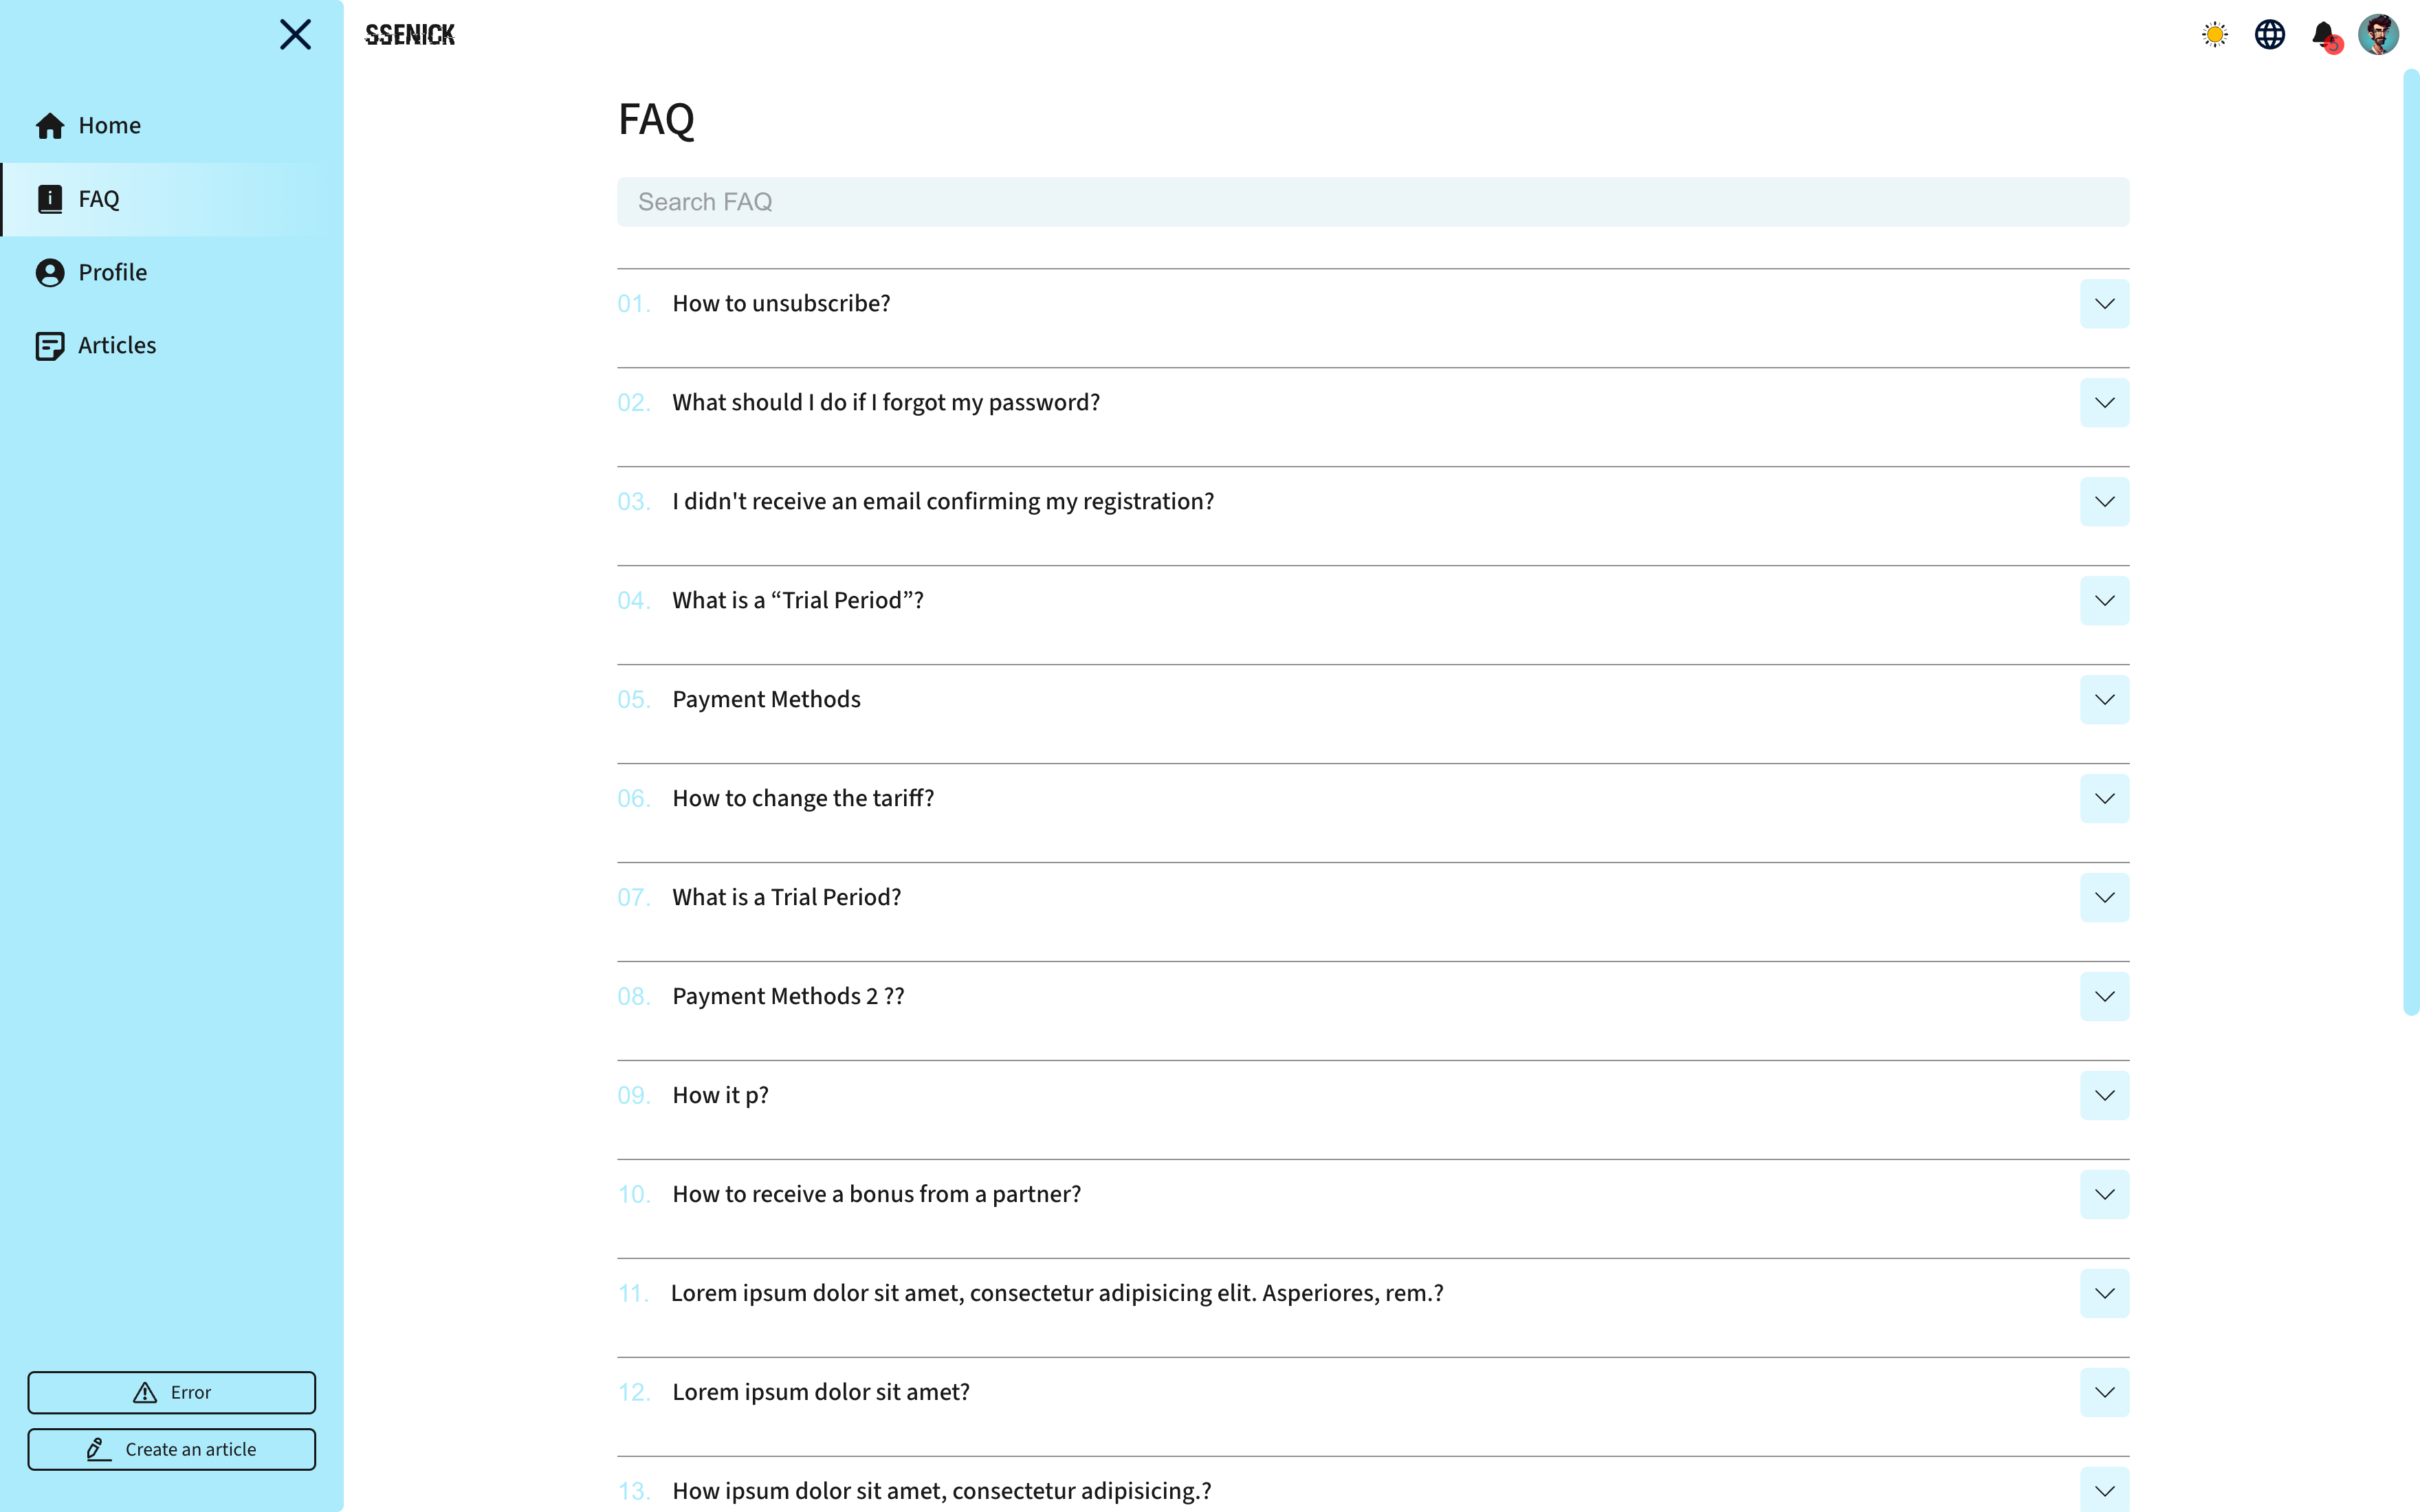 SSENICK
5
Home
FAQ
Profile
Articles
Error
Create an article
FAQ
Search FAQ
01. How to unsubscribe?
02. What should I do if I forgot my password?
03. I didn't receive an email confirming my registration?
04. What is a “Trial Period”?
05. Payment Methods
06. How to change the tariff?
07. What is a Trial Period?
08. Payment Methods 2 ??
09. How it p?
10. How to receive a bonus from a partner?
11. Lorem ipsum dolor sit amet, consectetur adipisicing elit. Asperiores, rem.?
12. Lorem ipsum dolor sit amet?
13. How ipsum dolor sit amet, consectetur adipisicing.?